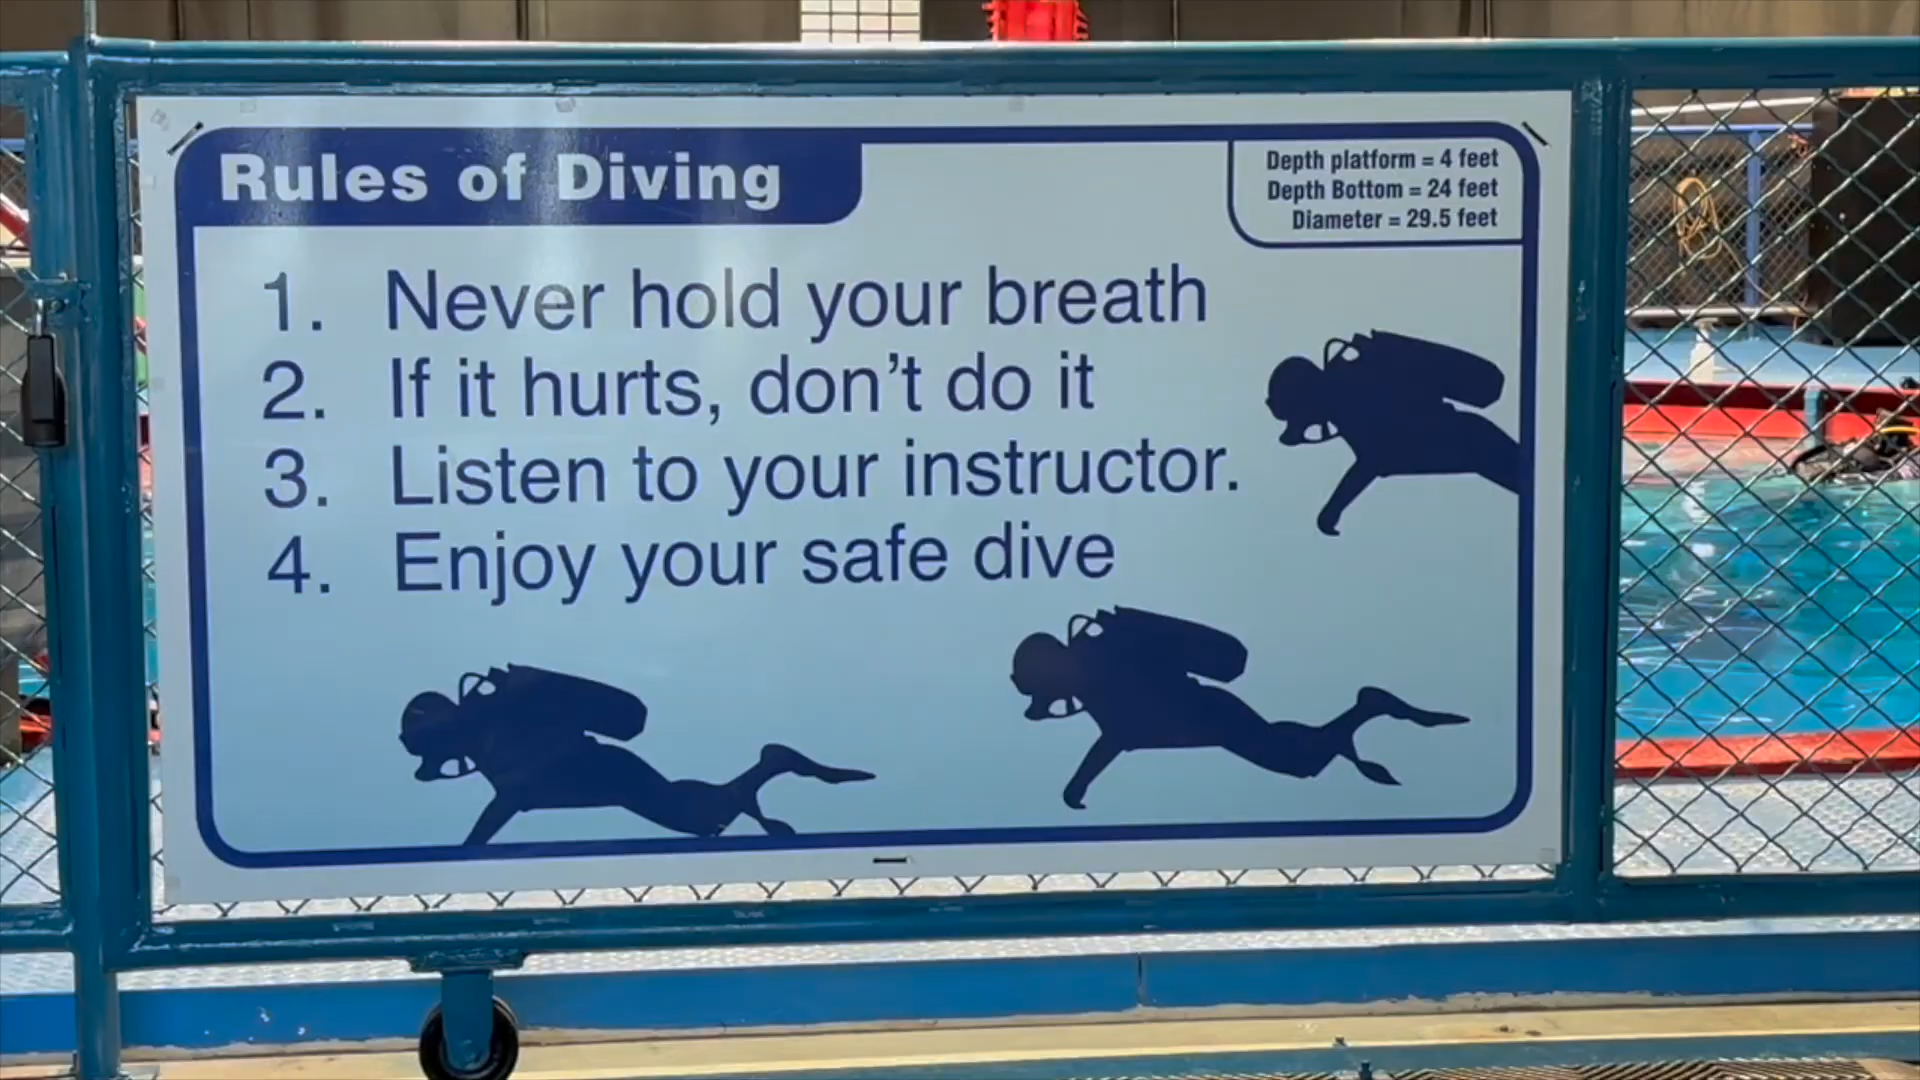 Rules of Diving
Depth platform = 4 feet
Depth Bottom = 24 feet
Diameter = 29.5 feet
1. Never hold your breath
2. If it hurts, don't do it
3. Listen to your instructor.
4. Enjoy your safe dive